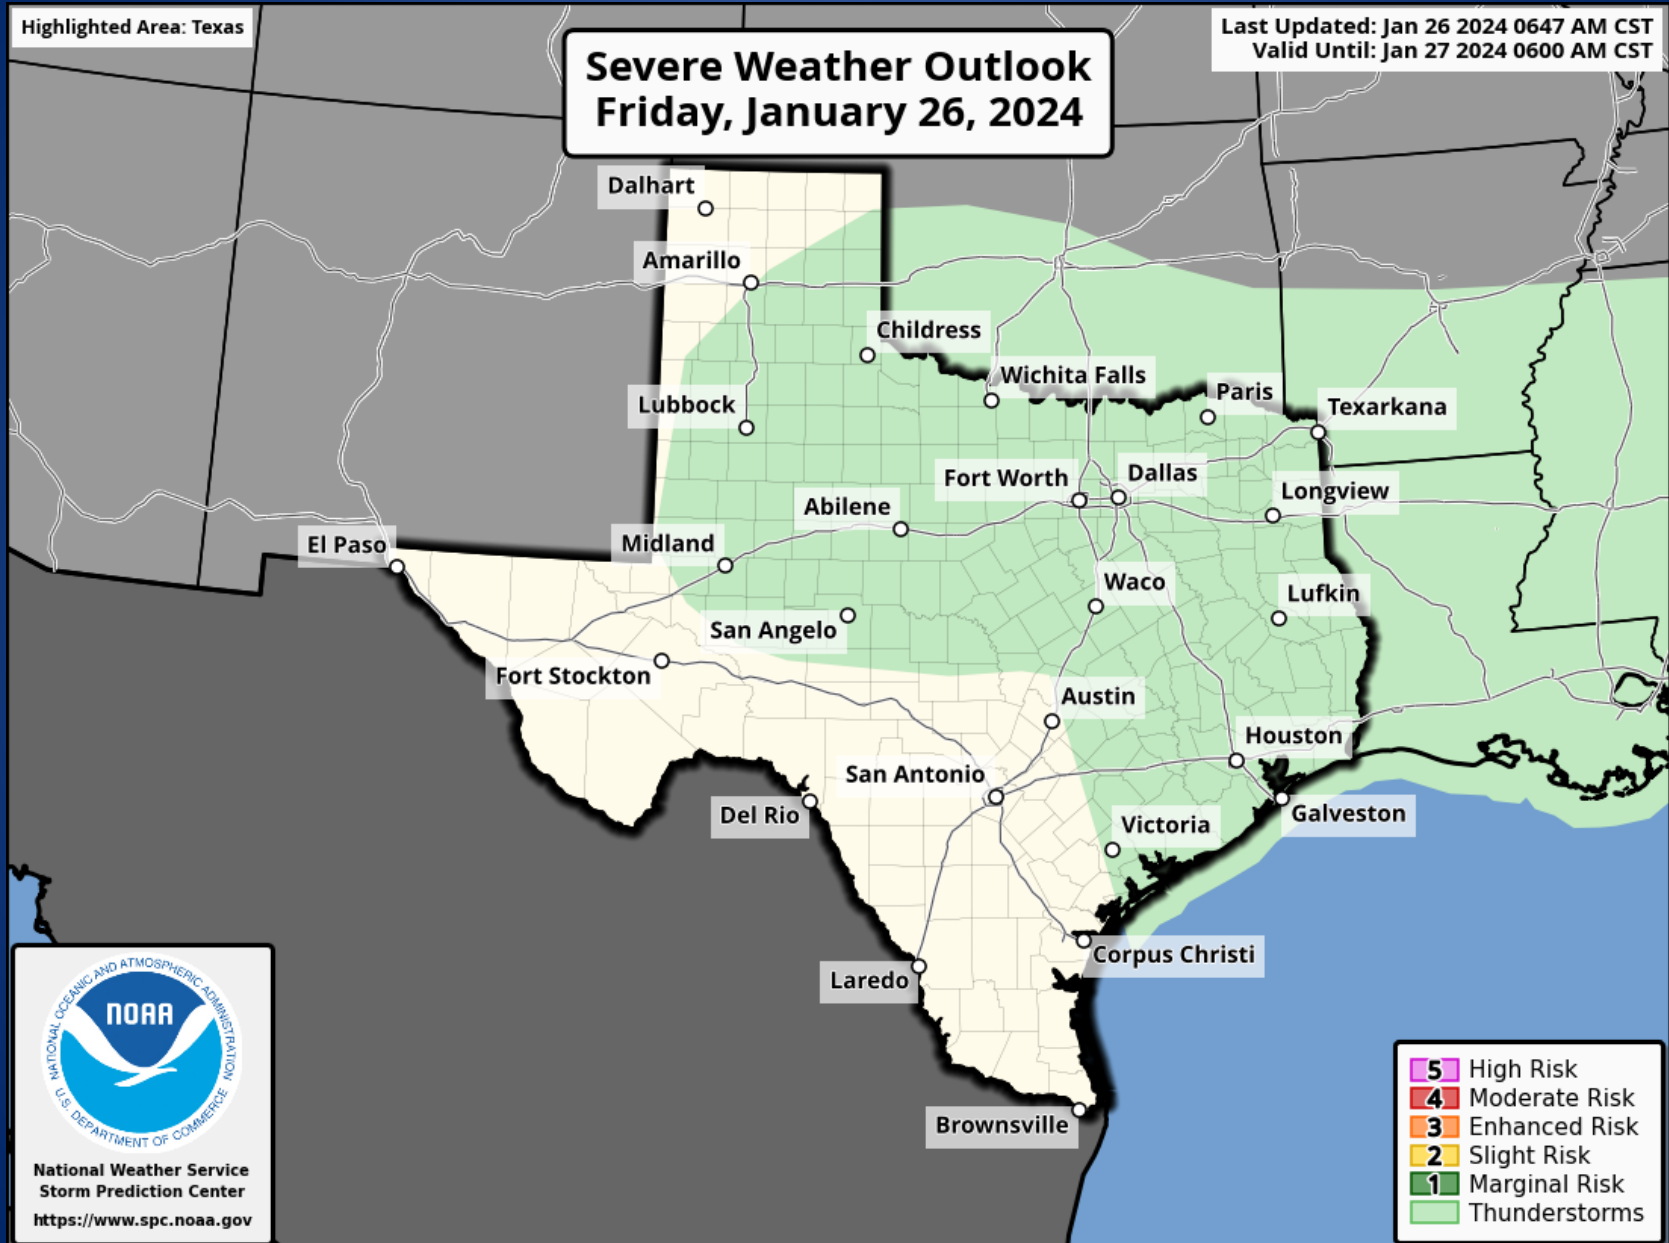 Highlighted Area: Texas
Severe Weather Outlook
Friday, January 26, 2024
Last Updated: Jan 26 2024 0647 AM CST
Valid Until: Jan 27 2024 0600 AM CST
Dalhart
Amarillo
Childress
Wichita Falls
Paris
Texarkana
Lubbock
Fort Worth
Dallas
Longview
Abilene
El Paso
Midland
Waco
Lufkin
San Angelo
Fort Stockton
Austin
Houston
San Antonio
Del Rio
Victoria
Galveston
Corpus Christi
Laredo
Brownsville
NATIONAL OCEANIC AND ATMOSPHERIC ADMINISTRATION
NOAA
U.S. DEPARTMENT OF COMMERCE
National Weather Service
Storm Prediction Center
https://www.spc.noaa.gov
5 High Risk
4 Moderate Risk
3 Enhanced Risk
2 Slight Risk
1 Marginal Risk
Thunderstorms